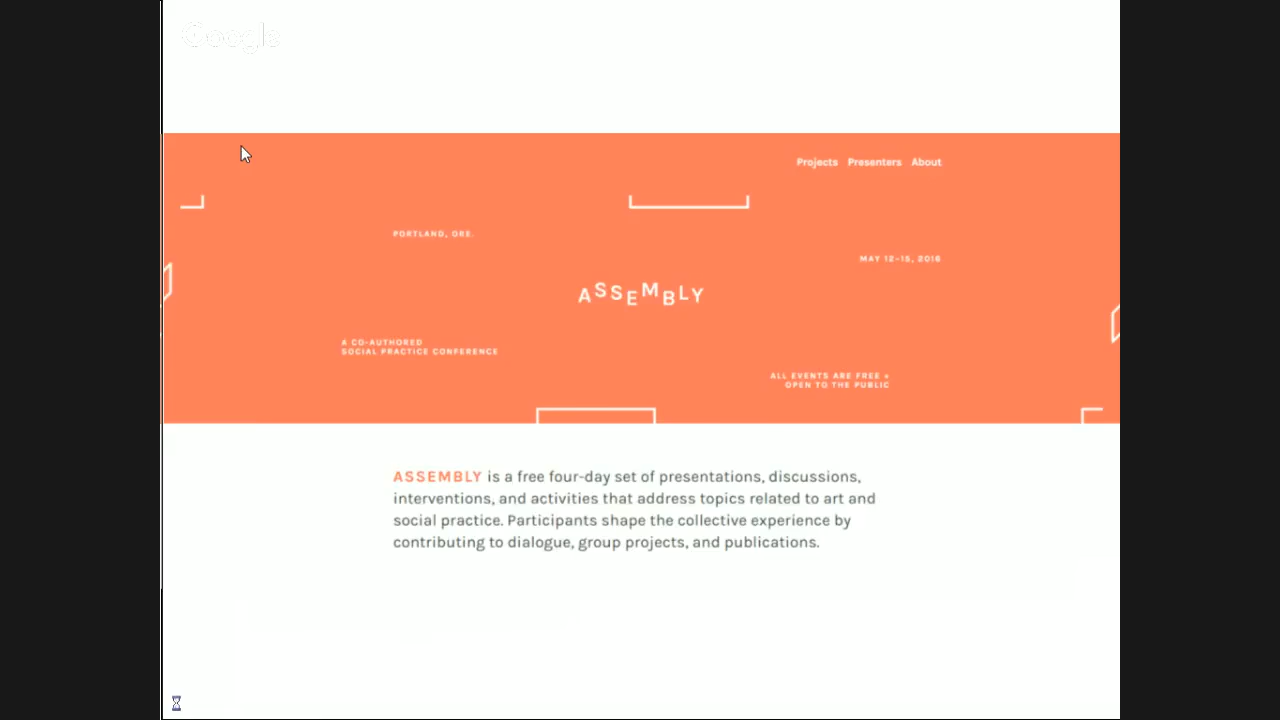 Google
Projects Presenters About
PORTLAND, ORE.
MAY 12–15, 2016
ASSEMBLY
A CO-AUTHORED
SOCIAL PRACTICE CONFERENCE
ALL EVENTS ARE FREE +
OPEN TO THE PUBLIC
ASSEMBLY is a free four-day set of presentations, discussions,
interventions, and activities that address topics related to art and
social practice. Participants shape the collective experience by
contributing to dialogue, group projects, and publications.